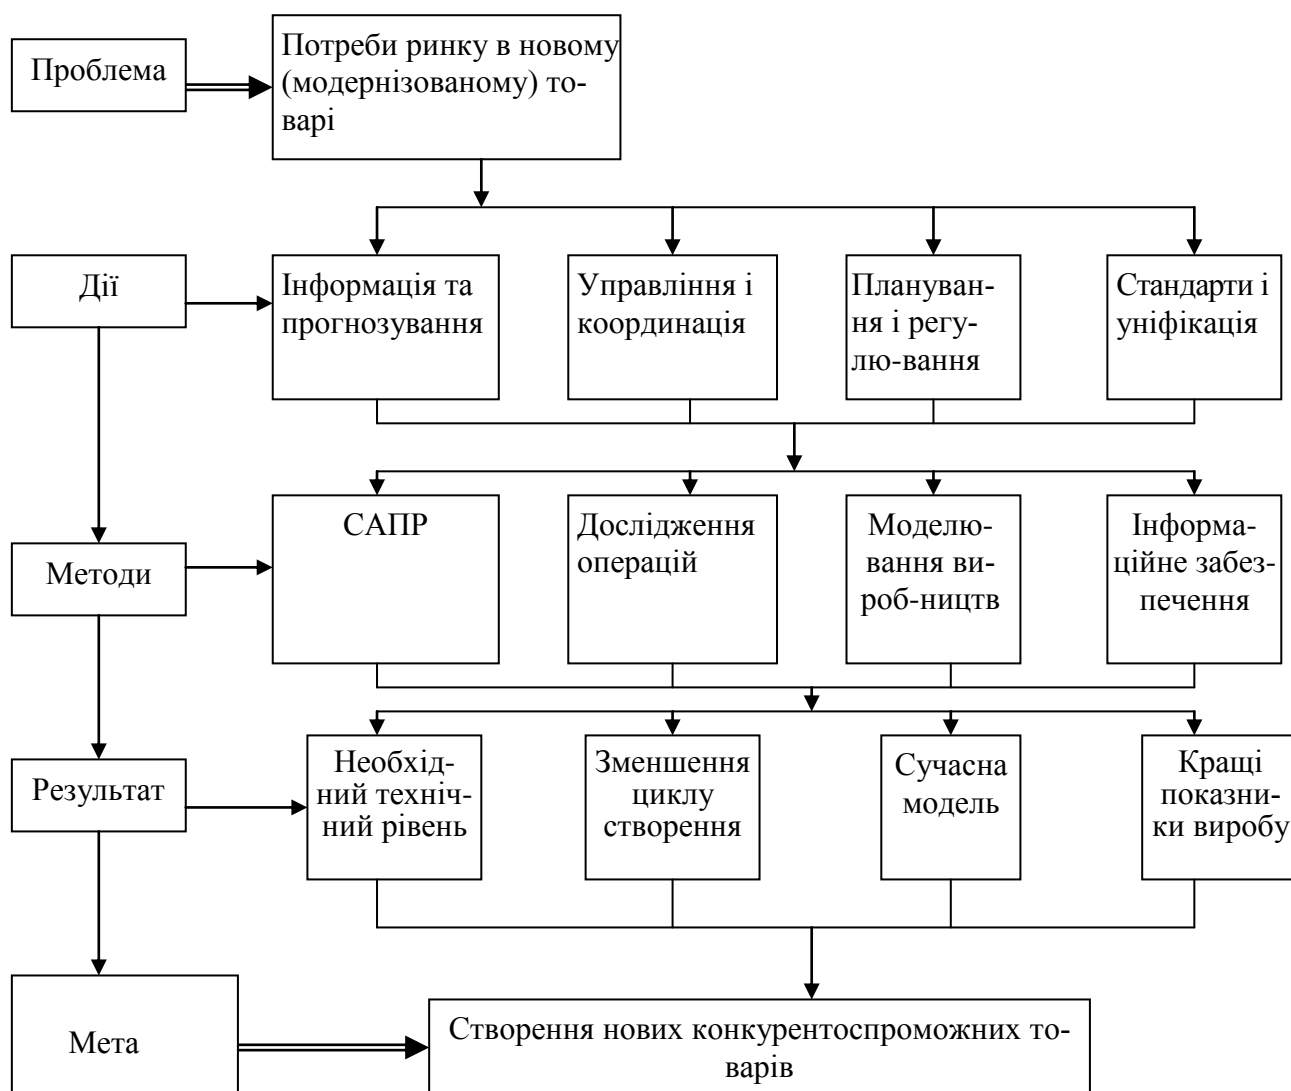 Проблема
Потреби ринку в новому
(модернізованому) то-
варі
Дії
Інформація та
прогнозування
Управління і
координація
Плануван-
ня і регу-
лю-вання
Стандарти і
уніфікація
Методи
САПР
Дослідження
операцій
Моделю-
вання ви-
роб-ництв
Інформа-
ційне забез-
печення
Результат
Необхід-
ний техніч-
ний рівень
Зменшення
циклу
створення
Сучасна
модель
Кращі
показни-
ки виробу
Мета
Створення нових конкурентоспроможних то-
варів